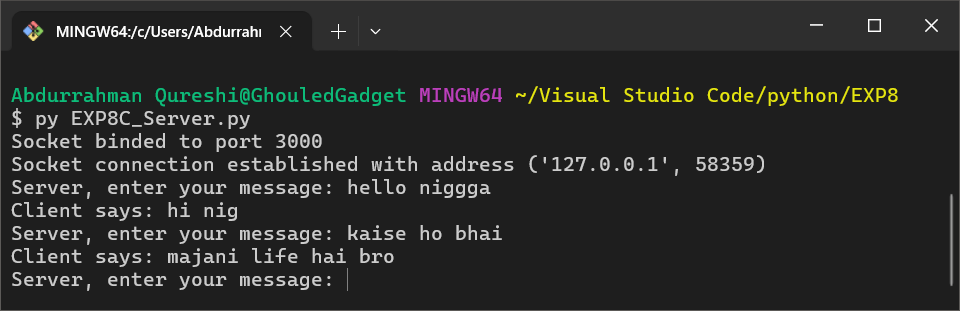 MINGW64:/c/Users/Abdurrahr
Abdurrahman Qureshi@GhouledGadget MINGW64 ~/Visual Studio Code/python/EXP8
$ py EXP8C_Server.py
Socket binded to port 3000
Socket connection established with address ('127.0.0.1', 58359)
Server, enter your message: hello niggga
Client says: hi nig
Server, enter your message: kaise ho bhai
Client says: majani life hai bro
Server, enter your message: